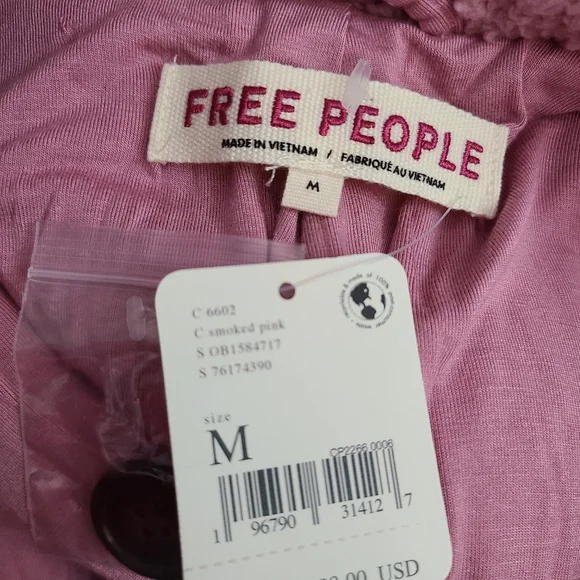 FREE PEOPLE
MADE IN VIETNAM / FABRIQUÉ AU VIETNAM
M
C 6602
C smoked pink
S OB1584717
S 76174390
size
M
CP2266 0006
1 96790 31412 7
USD